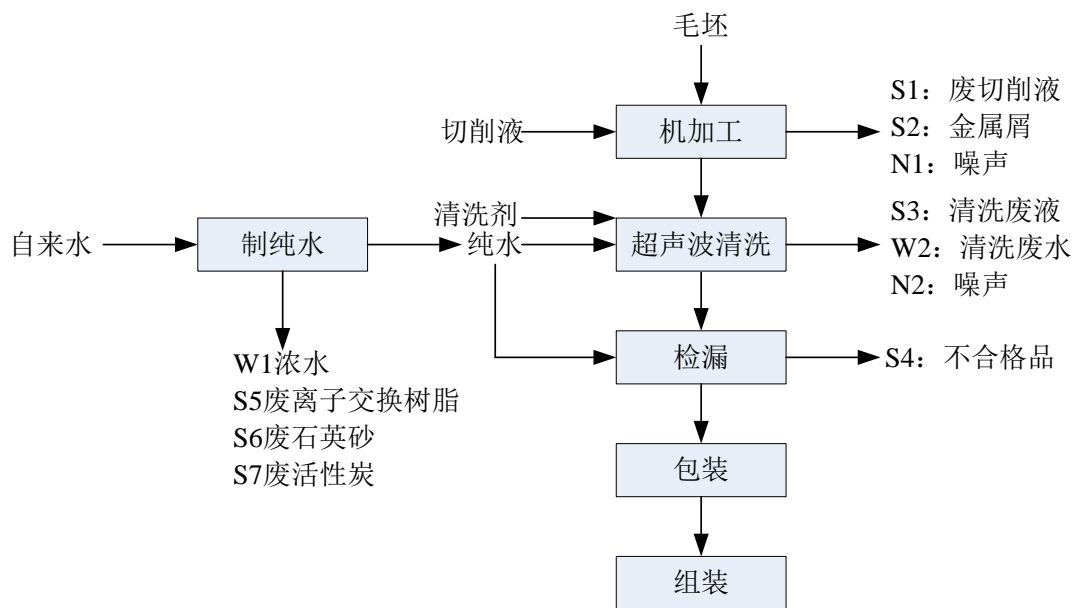 毛坯
切削液
机加工
S1：废切削液
S2：金属屑
N1：噪声
自来水
制纯水
清洗剂
纯水
超声波清洗
S3：清洗废液
W2：清洗废水
N2：噪声
W1浓水
S5废离子交换树脂
S6废石英砂
S7废活性炭
检漏
S4：不合格品
包装
组装